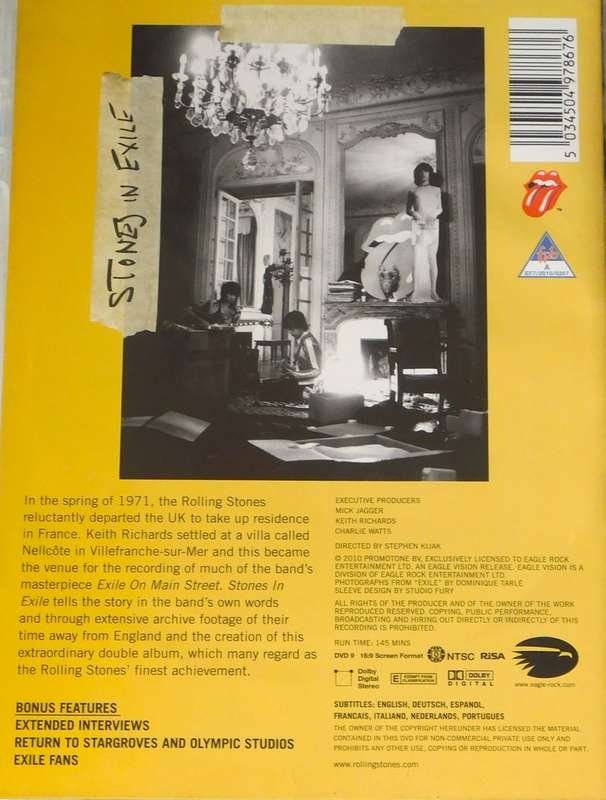 STONES IN EXILE
5 034504 978676
fpb
A
In the spring of 1971, the Rolling Stones
reluctantly departed the UK to take up residence
in France. Keith Richards settled at a villa called
Nellcôte in Villefranche-sur-Mer and this became
the venue for the recording of much of the band's
masterpiece Exile On Main Street. Stones In
Exile tells the story in the band's own words
and through extensive archive footage of their
time away from England and the creation of this
extraordinary double album, which many regard as
the Rolling Stones' finest achievement.
BONUS FEATURES
EXTENDED INTERVIEWS
RETURN TO STARGROVES AND OLYMPIC STUDIOS
EXILE FANS
EXECUTIVE PRODUCERS
MICK JAGGER
KEITH RICHARDS
CHARLIE WATTS
DIRECTED BY STEPHEN KIJAK
© 2010 PROMOTONE BV, EXCLUSIVELY LICENSED TO EAGLE ROCK
ENTERTAINMENT LTD. AN EAGLE VISION RELEASE. EAGLE VISION IS A
DIVISION OF EAGLE ROCK ENTERTAINMENT LTD.
PHOTOGRAPHS FROM "EXILE" BY DOMINIQUE TARLÉ
SLEEVE DESIGN BY STUDIO FURY
ALL RIGHTS OF THE PRODUCER AND OF THE OWNER OF THE WORK
REPRODUCED RESERVED. COPYING, PUBLIC PERFORMANCE,
BROADCASTING AND HIRING OUT DIRECTLY OR INDIRECTLY OF THIS
RECORDING IS PROHIBITED.
RUN TIME: 145 MINS
DVD 9 16:9 Screen Format NTSC RiSA
Dolby
Digital
Stereo
E EXEMPT FROM CLASSIFICATION
DOLBY
DIGITAL
www.eagle-rock.com
SUBTITLES: ENGLISH, DEUTSCH, ESPANOL,
FRANCAIS, ITALIANO, NEDERLANDS, PORTUGUES
THE OWNER OF THE COPYRIGHT HEREUNDER HAS LICENSED THE MATERIAL
CONTAINED IN THIS DVD FOR NON-COMMERCIAL PRIVATE USE ONLY AND
PROHIBITS ANY OTHER USE, COPYING OR REPRODUCTION IN WHOLE OR PART.
www.rollingstones.com